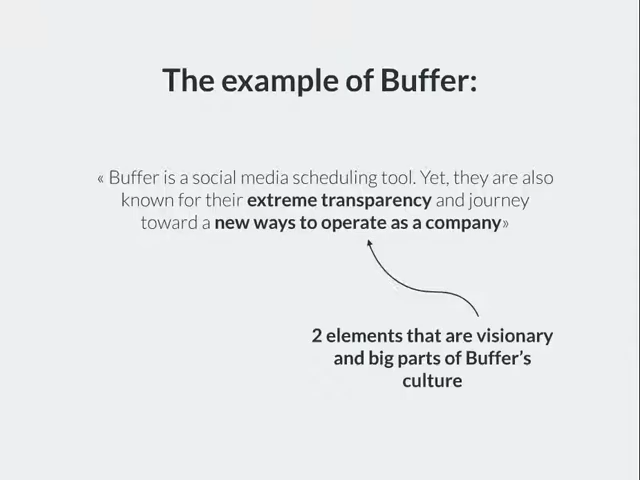 The example of Buffer:
« Buffer is a social media scheduling tool. Yet, they are also
known for their extreme transparency and journey
toward a new ways to operate as a company»
2 elements that are visionary
and big parts of Buffer's
culture